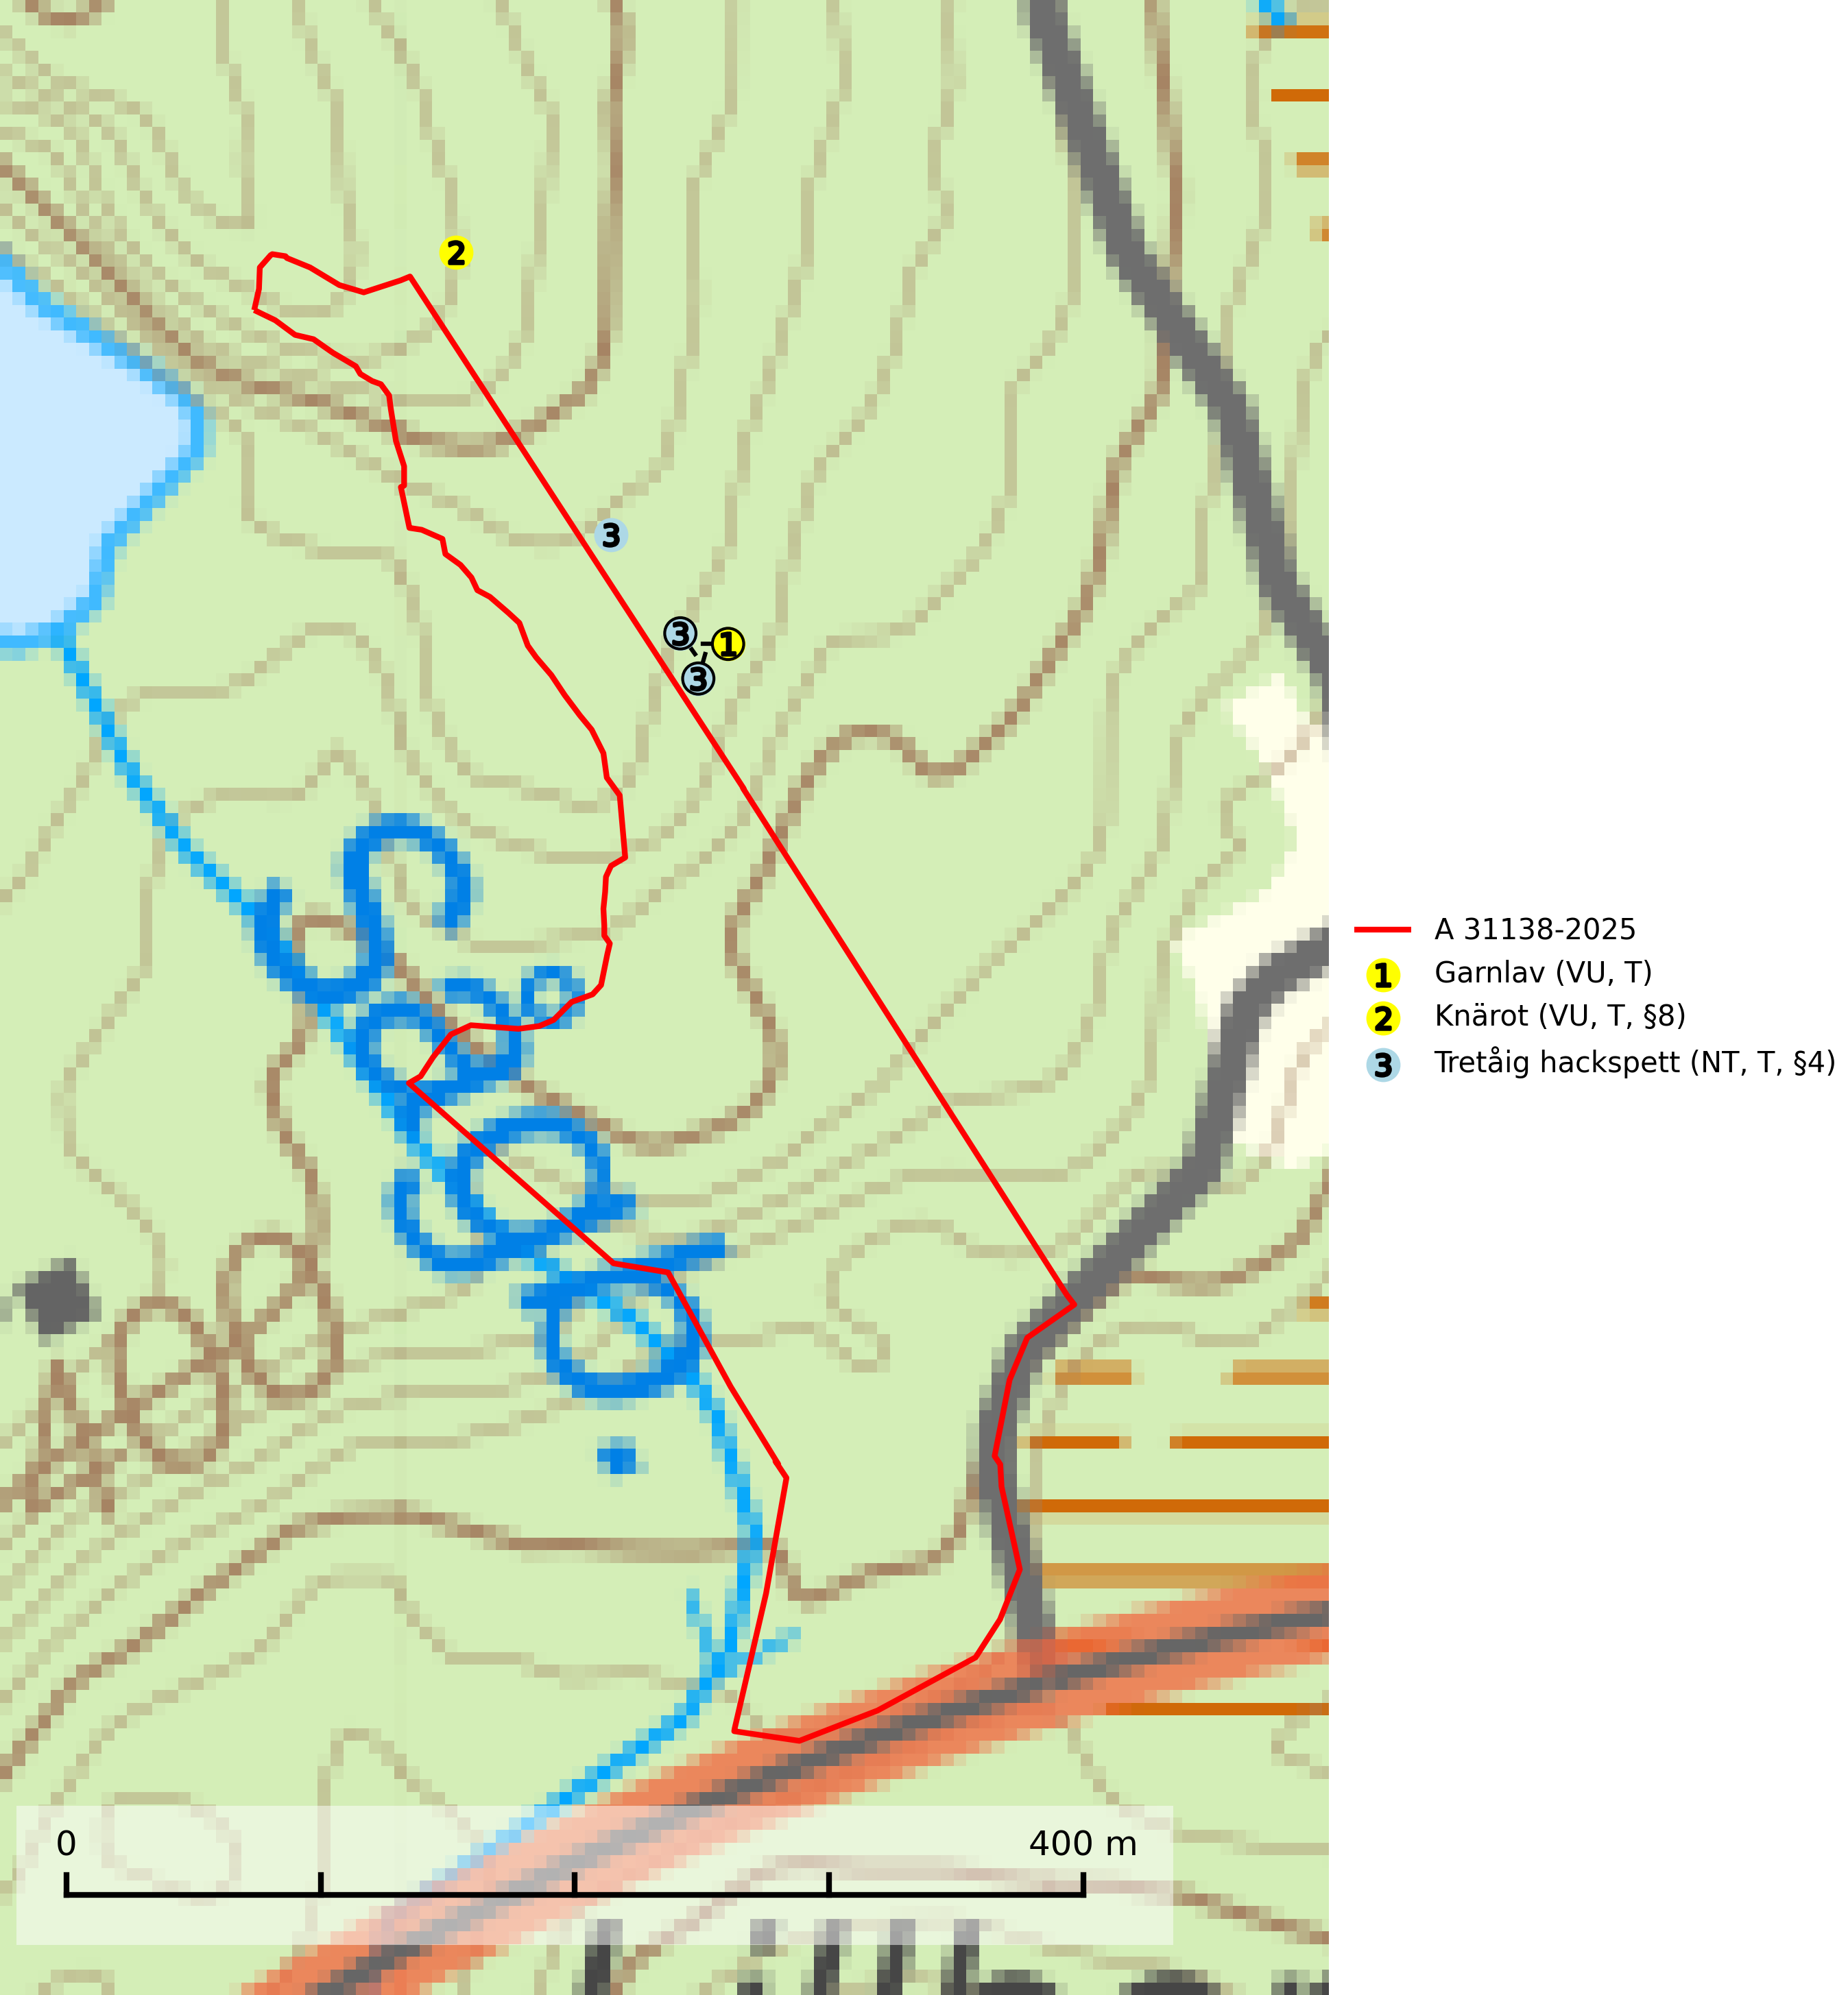 2
3
3
1
3
A 31138-2025
1 Garnlav (VU, T)
2 Knärot (VU, T, §8)
3 Tretåig hackspett (NT, T, §4)
0 400 m